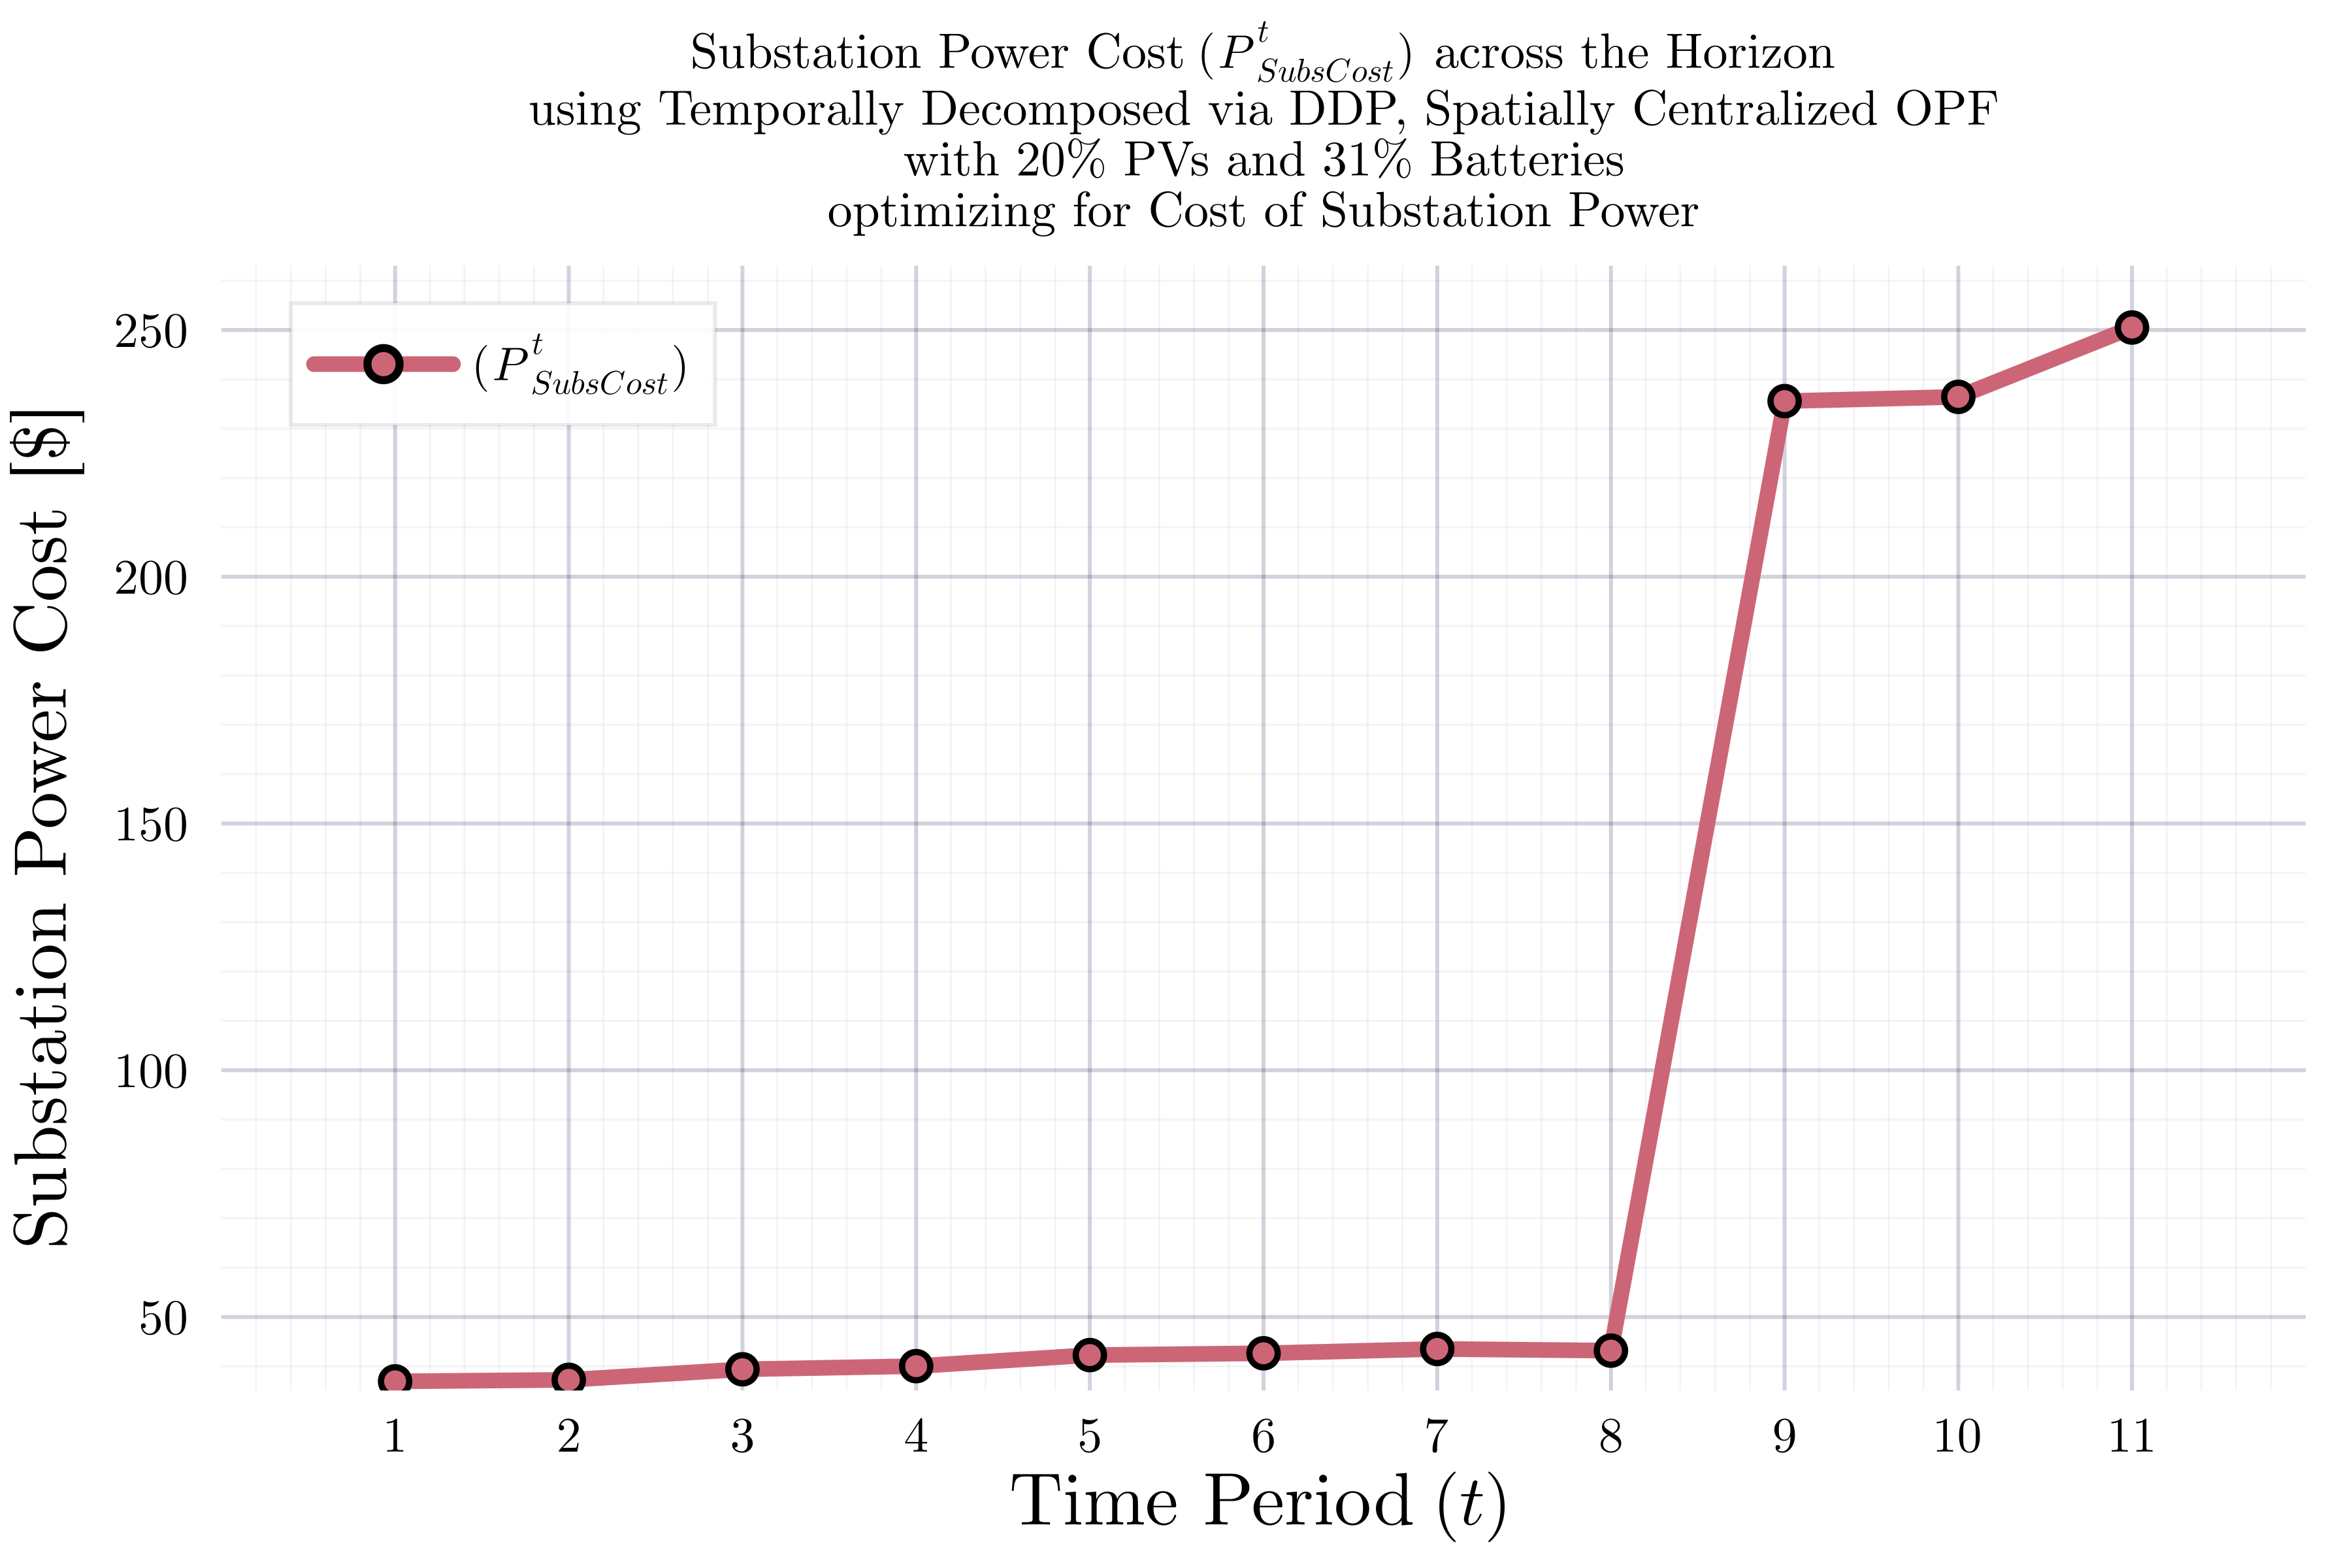 Substation Power Cost (P^t_{SubsCost}) across the Horizon
using Temporally Decomposed via DDP, Spatially Centralized OPF
with 20% PVs and 31% Batteries
optimizing for Cost of Substation Power
(P^t_{SubsCost})
Substation Power Cost [$]
250
200
150
100
50
1 2 3 4 5 6 7 8 9 10 11
Time Period (t)